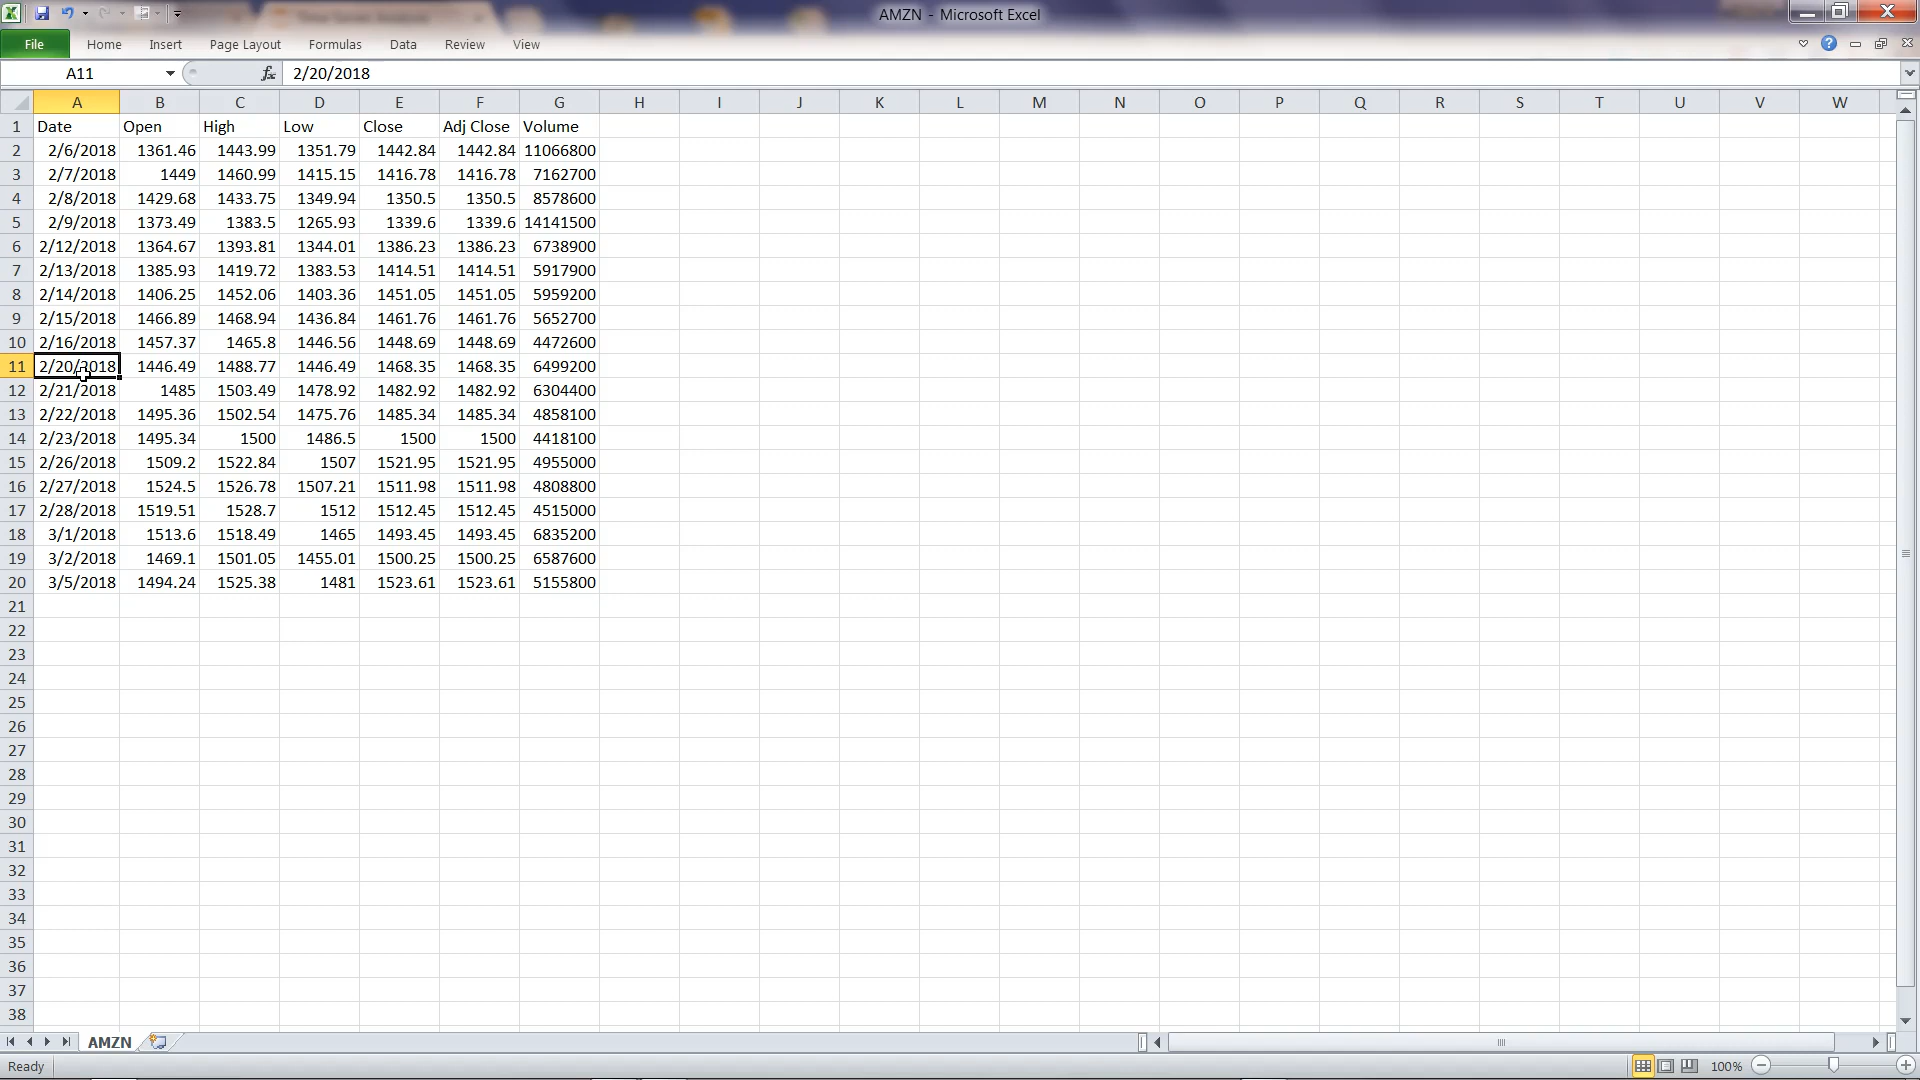 AMZN - Microsoft Excel
File Home Insert Page Layout Formulas Data Review View
A11 fx 2/20/2018
A B C D E F G H I J K L M N O P Q R S T U V W
1 Date Open High Low Close Adj Close Volume
2 2/6/2018 1361.46 1443.99 1351.79 1442.84 1442.84 11066800
3 2/7/2018 1449 1460.99 1415.15 1416.78 1416.78 7162700
4 2/8/2018 1429.68 1433.75 1349.94 1350.5 1350.5 8578600
5 2/9/2018 1373.49 1383.5 1265.93 1339.6 1339.6 14141500
6 2/12/2018 1364.67 1393.81 1344.01 1386.23 1386.23 6738900
7 2/13/2018 1385.93 1419.72 1383.53 1414.51 1414.51 5917900
8 2/14/2018 1406.25 1452.06 1403.36 1451.05 1451.05 5959200
9 2/15/2018 1466.89 1468.94 1436.84 1461.76 1461.76 5652700
10 2/16/2018 1457.37 1465.8 1446.56 1448.69 1448.69 4472600
11 2/20/2018 1446.49 1488.77 1446.49 1468.35 1468.35 6499200
12 2/21/2018 1485 1503.49 1478.92 1482.92 1482.92 6304400
13 2/22/2018 1495.36 1502.54 1475.76 1485.34 1485.34 4858100
14 2/23/2018 1495.34 1500 1486.5 1500 1500 4418100
15 2/26/2018 1509.2 1522.84 1507 1521.95 1521.95 4955000
16 2/27/2018 1524.5 1526.78 1507.21 1511.98 1511.98 4808800
17 2/28/2018 1519.51 1528.7 1512 1512.45 1512.45 4515000
18 3/1/2018 1513.6 1518.49 1465 1493.45 1493.45 6835200
19 3/2/2018 1469.1 1501.05 1455.01 1500.25 1500.25 6587600
20 3/5/2018 1494.24 1525.38 1481 1523.61 1523.61 5155800
21
22
23
24
25
26
27
28
29
30
31
32
33
34
35
36
37
38
AMZN
Ready 100%